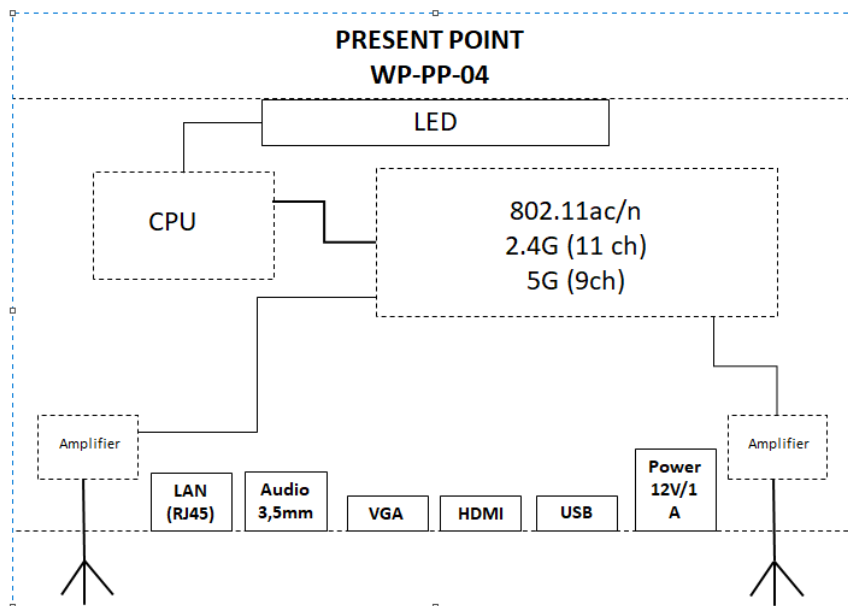 PRESENT POINT
WP-PP-04
LED
CPU
802.11ac/n
2.4G (11 ch)
5G (9ch)
Amplifier
Amplifier
LAN
(RJ45)
Audio
3,5mm
VGA
HDMI
USB
Power
12V/1
A